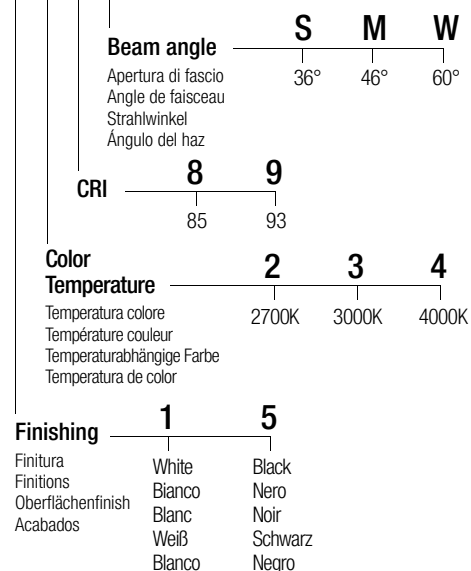 S M W
Beam angle
Apertura di fascio 36° 46° 60°
Angle de faisceau
Strahlwinkel
Ángulo del haz
8 9
CRI
85 93
Color
Temperature 2 3 4
Temperatura colore 2700K 3000K 4000K
Température couleur
Temperaturabhängige Farbe
Temperatura de color
1 5
Finishing
Finitura White Black
Finitions Bianco Nero
Oberflächenfinish Blanc Noir
Acabados Weiß Schwarz
Blanco Negro